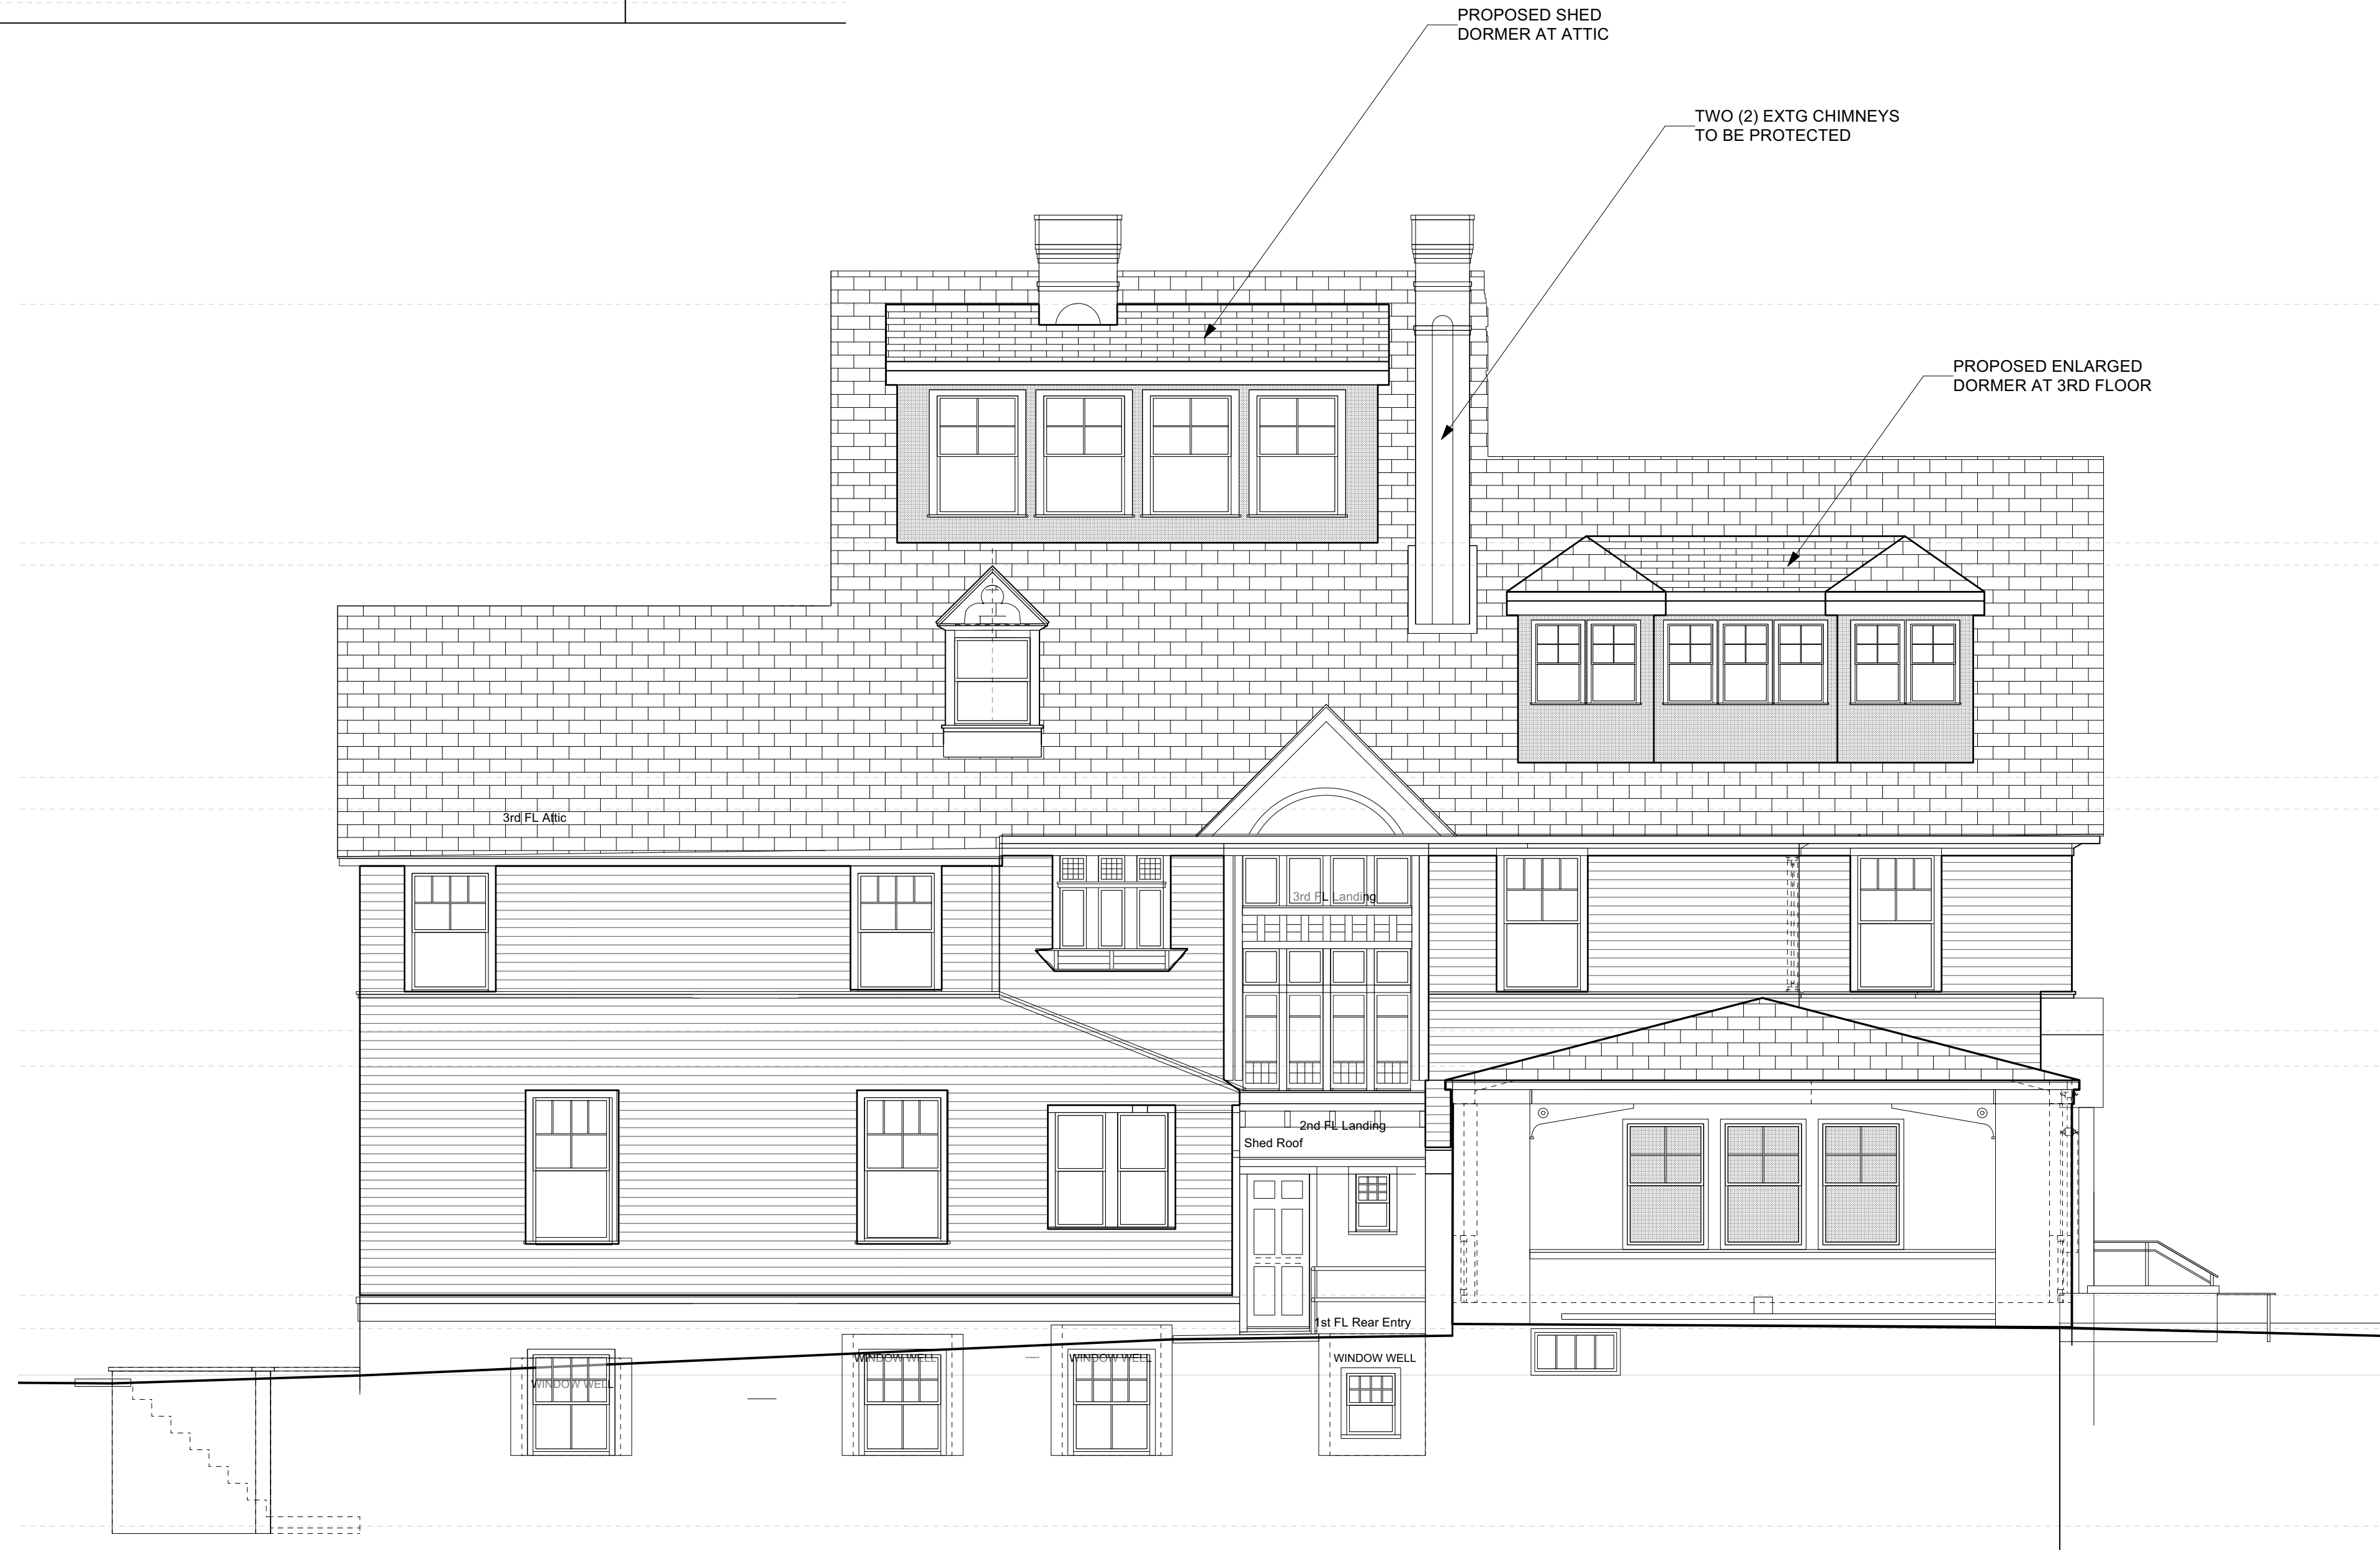 PROPOSED SHED
DORMER AT ATTIC
TWO (2) EXTG CHIMNEYS
TO BE PROTECTED
PROPOSED ENLARGED
DORMER AT 3RD FLOOR
3rd FL Attic
3rd FL Landing
2nd FL Landing
Shed Roof
1st FL Rear Entry
WINDOW WELL
WINDOW WELL
WINDOW WELL
WINDOW WELL